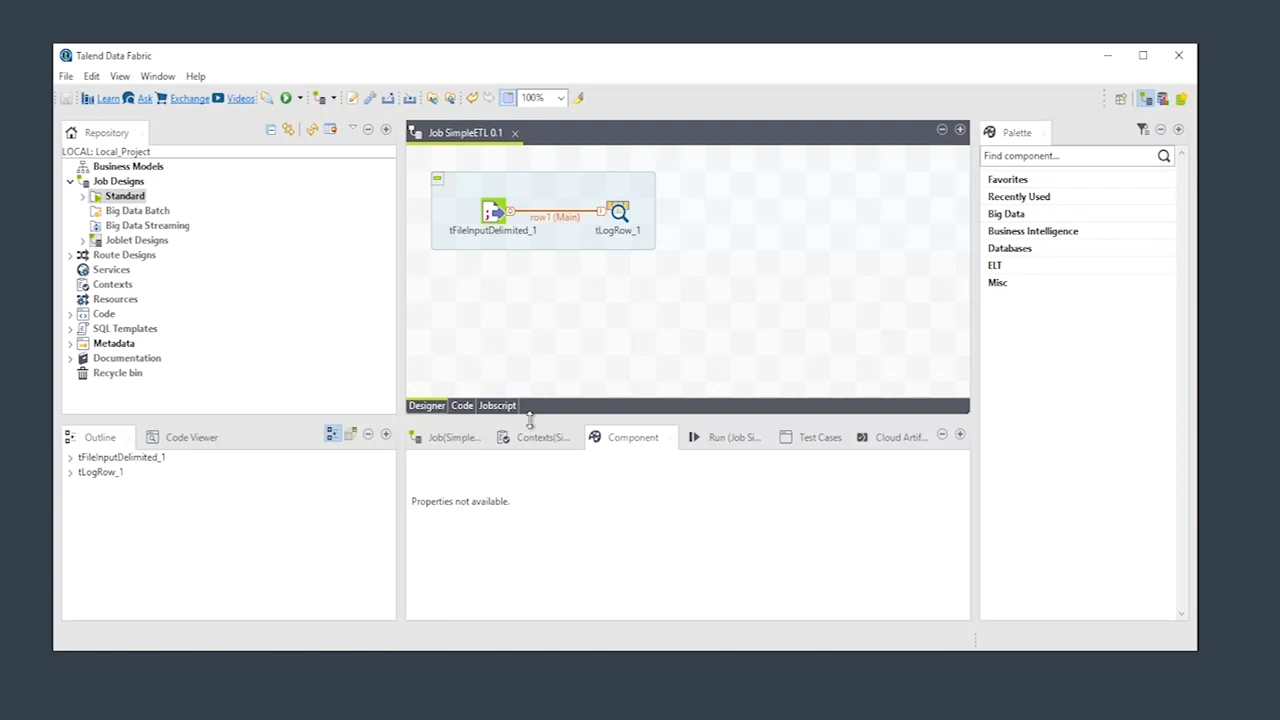 Talend Data Fabric
File Edit View Window Help
Learn Ask Exchange Videos 100%
Repository
LOCAL: Local_Project
Business Models
Job Designs
Standard
Big Data Batch
Big Data Streaming
Joblet Designs
Route Designs
Services
Contexts
Resources
Code
SQL Templates
Metadata
Documentation
Recycle bin
Job SimpleETL 0.1
row1 (Main)
tFileInputDelimited_1 tLogRow_1
Designer Code Jobscript
Palette
Find component...
Favorites
Recently Used
Big Data
Business Intelligence
Databases
ELT
Misc
Outline Code Viewer
tFileInputDelimited_1
tLogRow_1
Job(Simple... Contexts(Si... Component Run (Job Si... Test Cases Cloud Artif...
Properties not available.